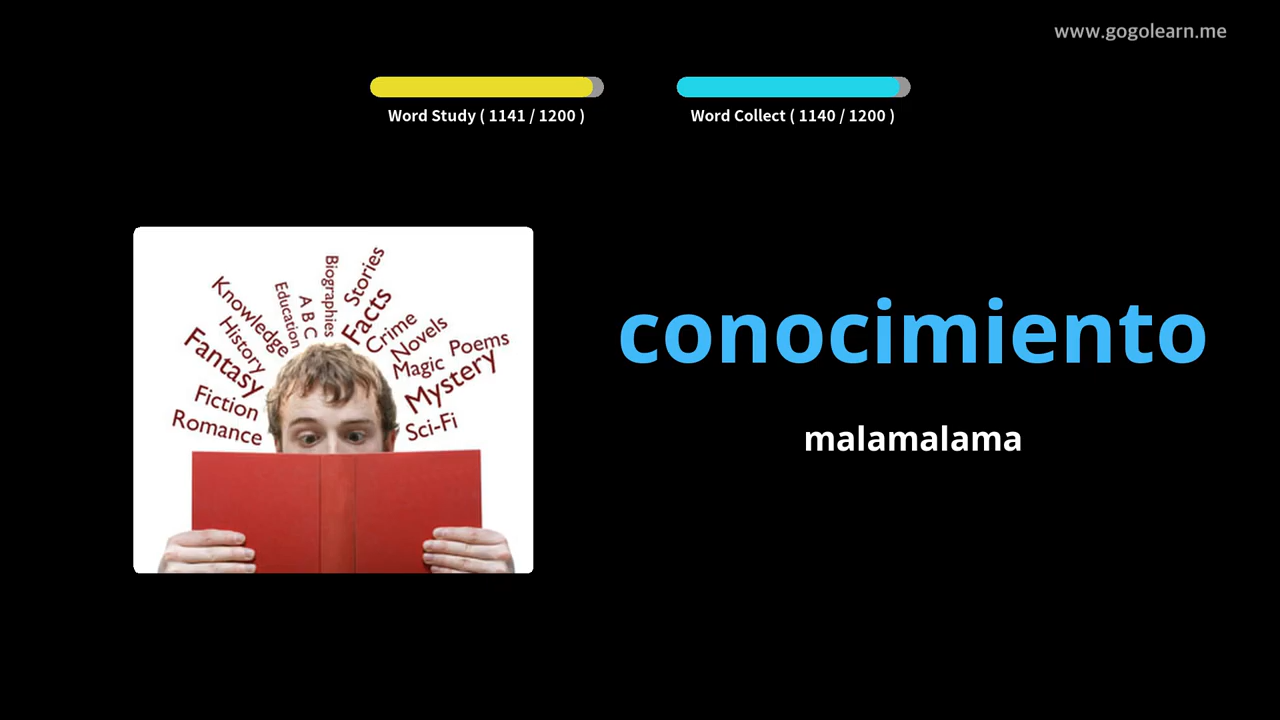 www.gogolearn.me
Word Study ( 1141 / 1200 )
Word Collect ( 1140 / 1200 )
Biographies
Stories
Education
A B C
Facts
Knowledge
Crime
History
Novels
Fantasy
Magic
Poems
Mystery
Fiction
Romance
Sci-Fi
conocimiento
malamalama